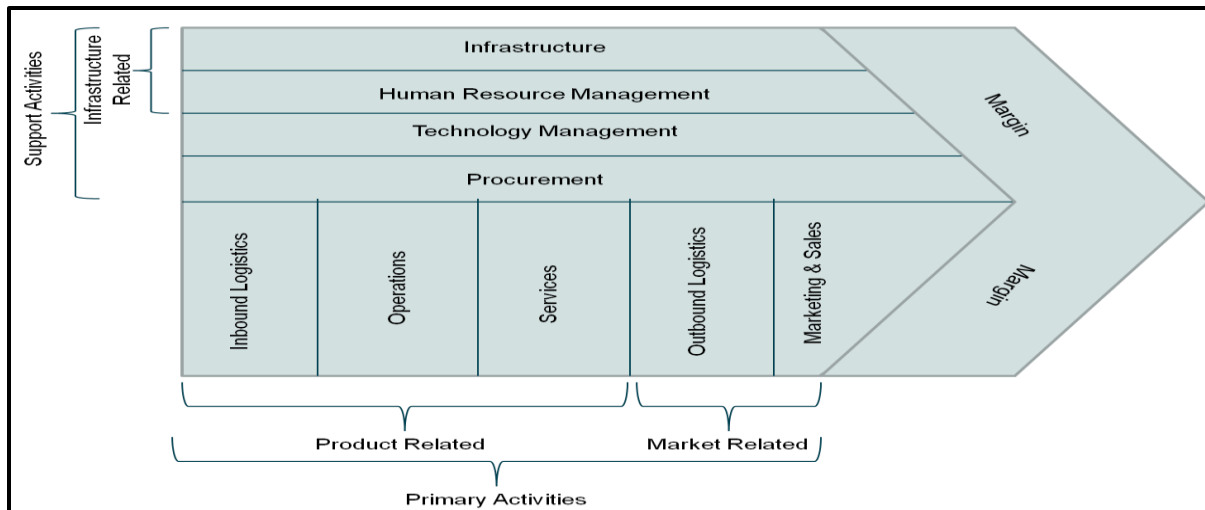 Support Activities
Infrastructure
Related
Infrastructure
Human Resource Management
Technology Management
Procurement
Margin
Margin
Inbound Logistics
Operations
Services
Outbound Logistics
Marketing & Sales
Product Related
Market Related
Primary Activities